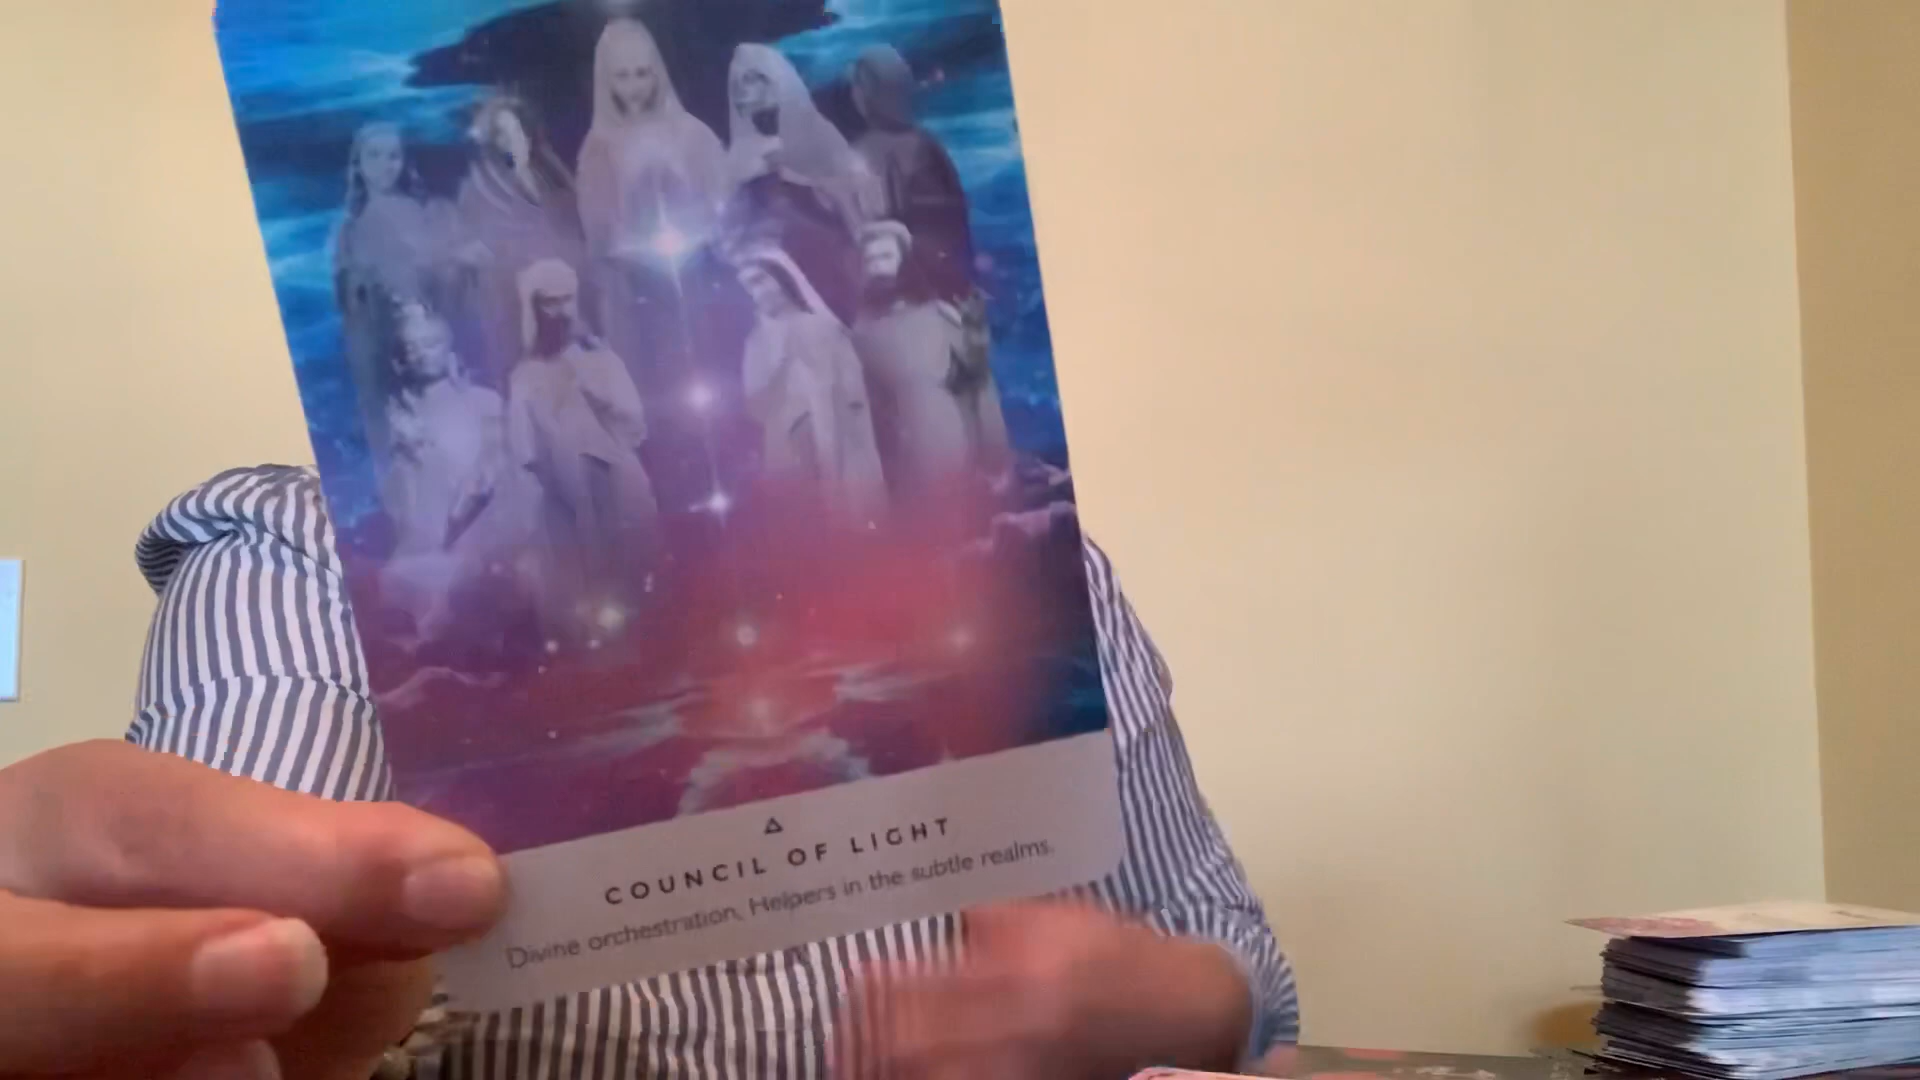 COUNCIL OF LIGHT
Divine orchestration, Helpers in the subtle realms.